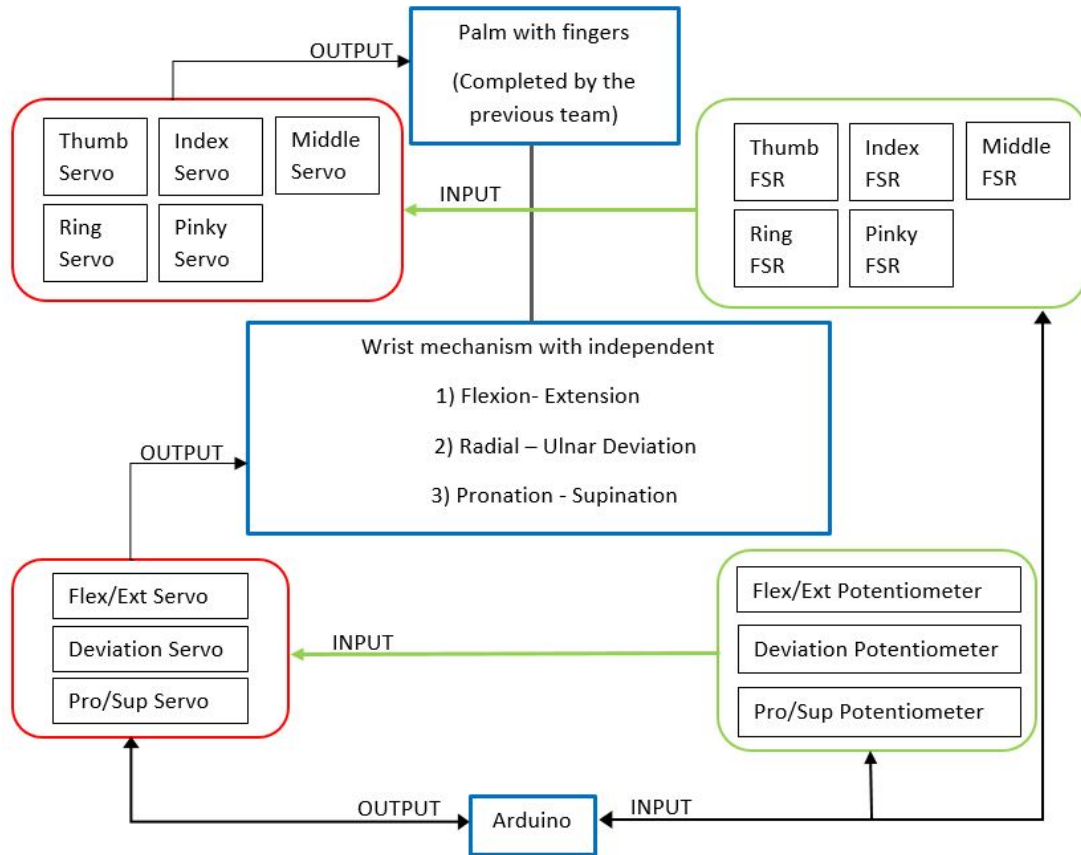 OUTPUT
Palm with fingers
(Completed by the
previous team)
Thumb
Servo
Index
Servo
Middle
Servo
Ring
Servo
Pinky
Servo
INPUT
Thumb
FSR
Index
FSR
Middle
FSR
Ring
FSR
Pinky
FSR
Wrist mechanism with independent
1) Flexion- Extension
2) Radial – Ulnar Deviation
3) Pronation - Supination
OUTPUT
Flex/Ext Servo
Deviation Servo
Pro/Sup Servo
INPUT
Flex/Ext Potentiometer
Deviation Potentiometer
Pro/Sup Potentiometer
OUTPUT
Arduino
INPUT